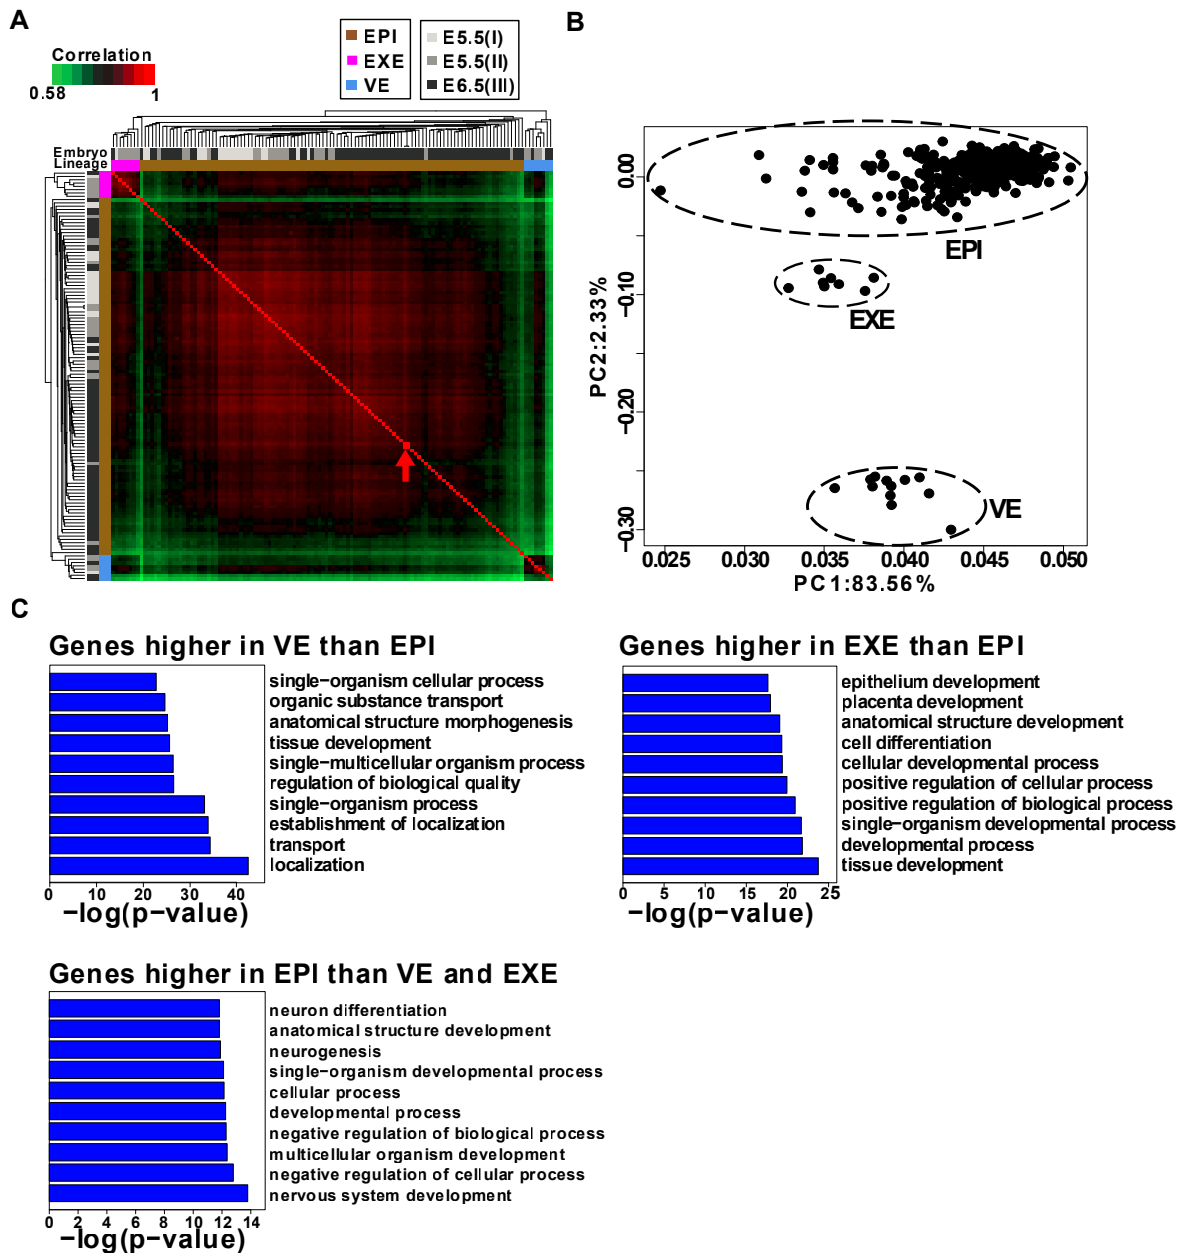 A
B
Correlation
0.58 1
EPI
EXE
VE
E5.5(I)
E5.5(II)
E6.5(III)
Embryo
Lineage
PC2:2.33%
0.00
−0.10
−0.20
−0.30
EPI
EXE
VE
0.025 0.030 0.035 0.040 0.045 0.050
PC1:83.56%
C
Genes higher in VE than EPI
single−organism cellular process
organic substance transport
anatomical structure morphogenesis
tissue development
single−multicellular organism process
regulation of biological quality
single−organism process
establishment of localization
transport
localization
0 10 20 30 40
−log(p−value)
Genes higher in EXE than EPI
epithelium development
placenta development
anatomical structure development
cell differentiation
cellular developmental process
positive regulation of cellular process
positive regulation of biological process
single−organism developmental process
developmental process
tissue development
0 5 10 15 20 25
−log(p−value)
Genes higher in EPI than VE and EXE
neuron differentiation
anatomical structure development
neurogenesis
single−organism developmental process
cellular process
developmental process
negative regulation of biological process
multicellular organism development
negative regulation of cellular process
nervous system development
0 2 4 6 8 10 12 14
−log(p−value)